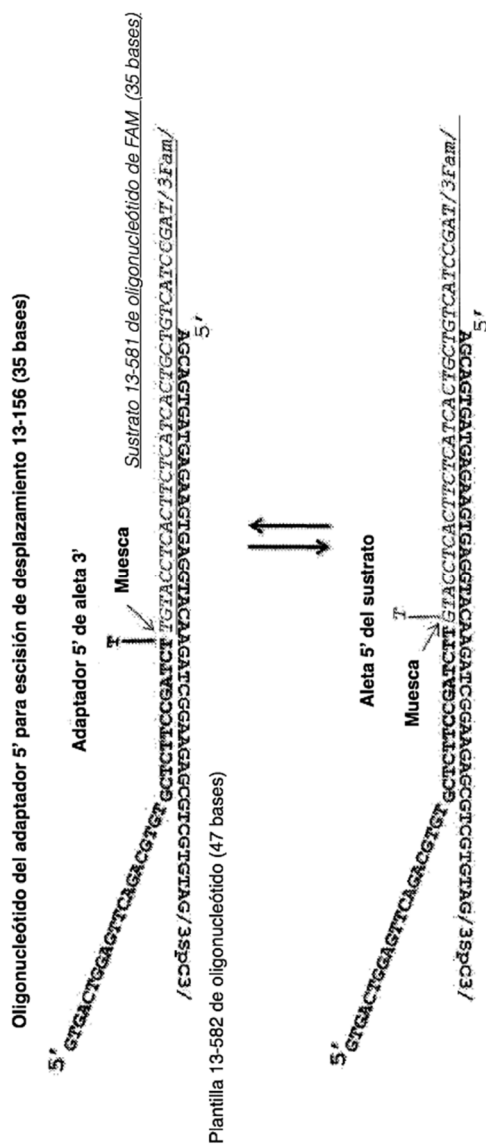 Oligonucleótido del adaptador 5' para escisión de desplazamiento 13-156 (35 bases)
Sustrato 13-581 de oligonucleótido de FAM (35 bases)
Adaptador 5' de aleta 3'
T
Muesca
5'
GTGACTGGAGTTCAGACGTGT GCTCTTCCGATCT TGTACCTCACTTCTCATCACTGCTGTCATCCGAT/3Fam/
AGCAGTGATGAGAAGTGAGGTACAAGATCGGAAGAGCGTCGTGTAG/3SpC3/
5'
Plantilla 13-582 de oligonucleótido (47 bases)
Aleta 5' del sustrato
T
Muesca
5'
GTGACTGGAGTTCAGACGTGT GCTCTTCCGATCTT GTACCTCACTTCTCATCACTGCTGTCATCCGAT/3Fam/
AGCAGTGATGAGAAGTGAGGTACAAGATCGGAAGAGCGTCGTGTAG/3SpC3/
5'